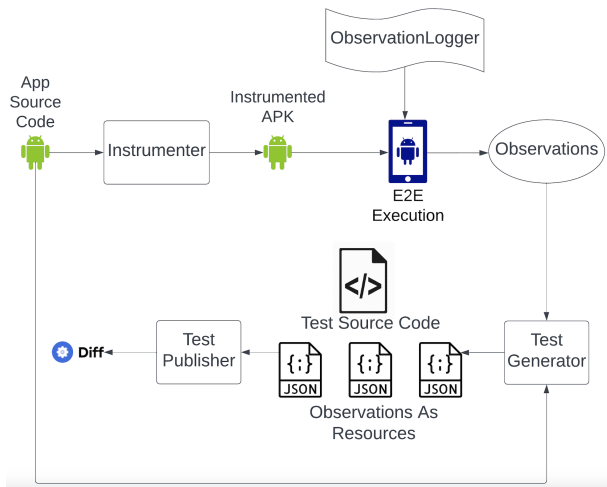 ObservationLogger
App
Source
Code
Instrumented
APK
Instrumenter
Observations
E2E
Execution
</>
Test Source Code
Test
Generator
Test
Publisher
Diff
{;}
JSON
{;}
JSON
{;}
JSON
Observations As
Resources